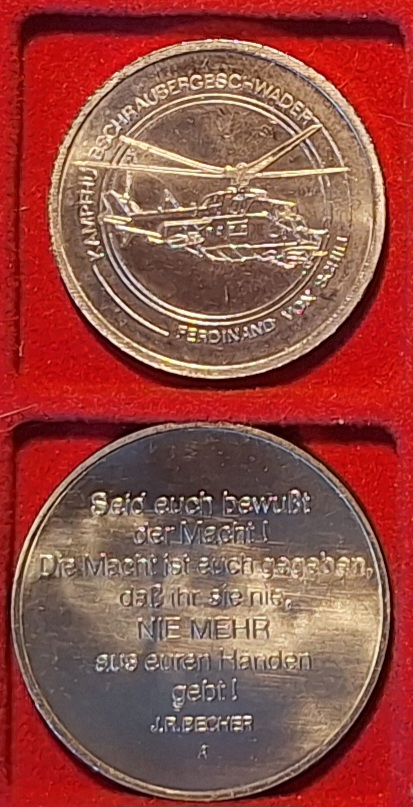 KAMPFHUBSCHRAUBERGESCHWADER
FERDINAND VON SCHILL
Seid euch bewußt
der Macht!
Die Macht ist euch gegeben,
daß ihr sie nie,
NIE MEHR
aus euren Händen
gebt!
J.R.BECHER
A